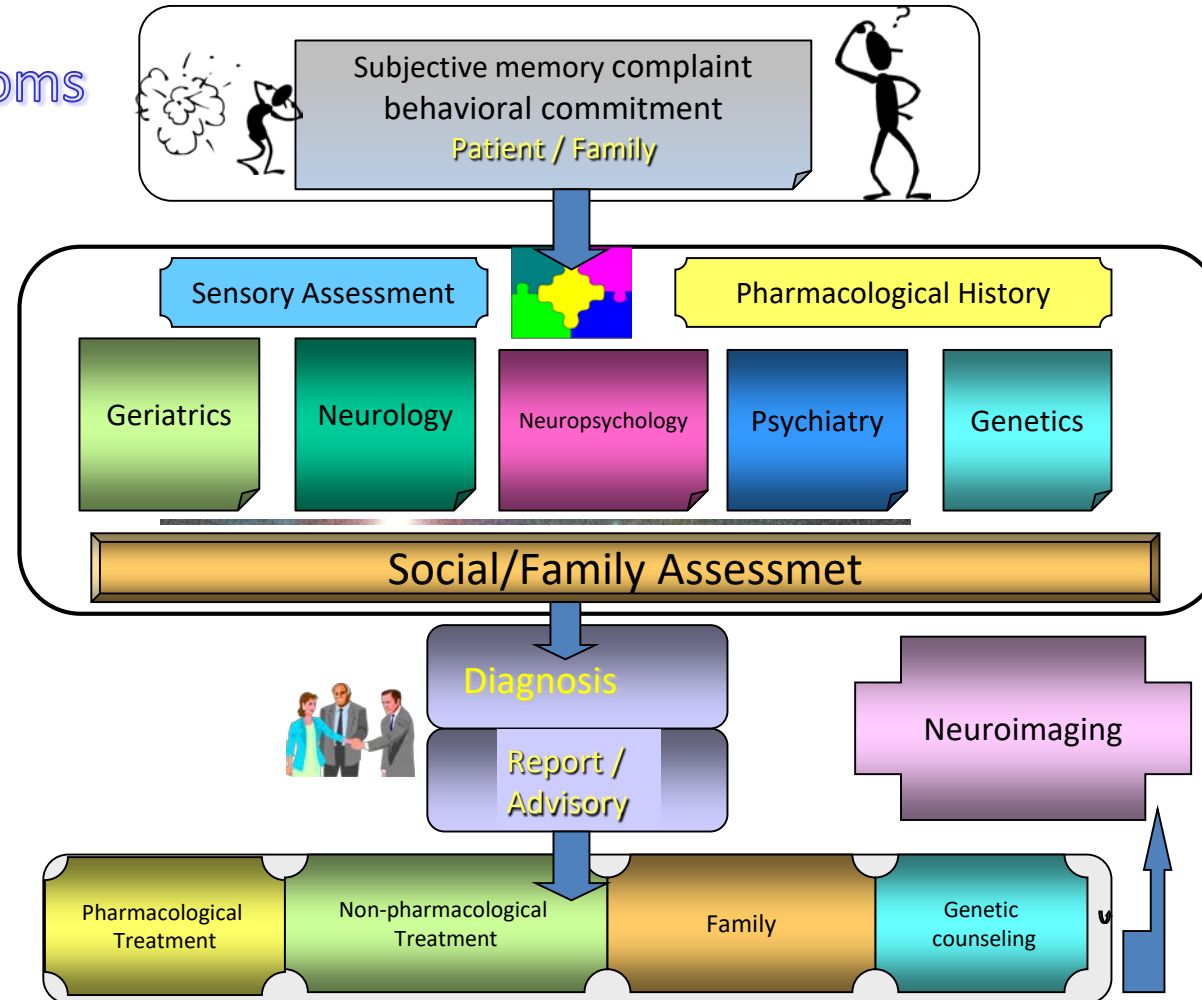 oms
Subjective memory complaint
behavioral commitment
Patient / Family
?
Sensory Assessment
Pharmacological History
Geriatrics
Neurology
Neuropsychology
Psychiatry
Genetics
Social/Family Assessmet
Diagnosis
Neuroimaging
Report /
Advisory
Pharmacological
Treatment
Non-pharmacological
Treatment
Family
Genetic
counseling